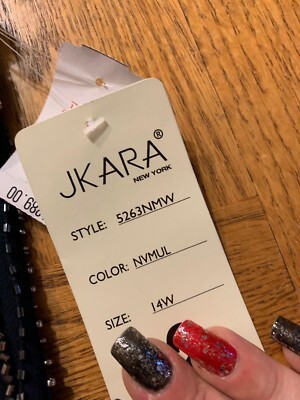 JKARA®
NEW YORK
STYLE: 5263NMW
COLOR: NVMUL
SIZE: 14W